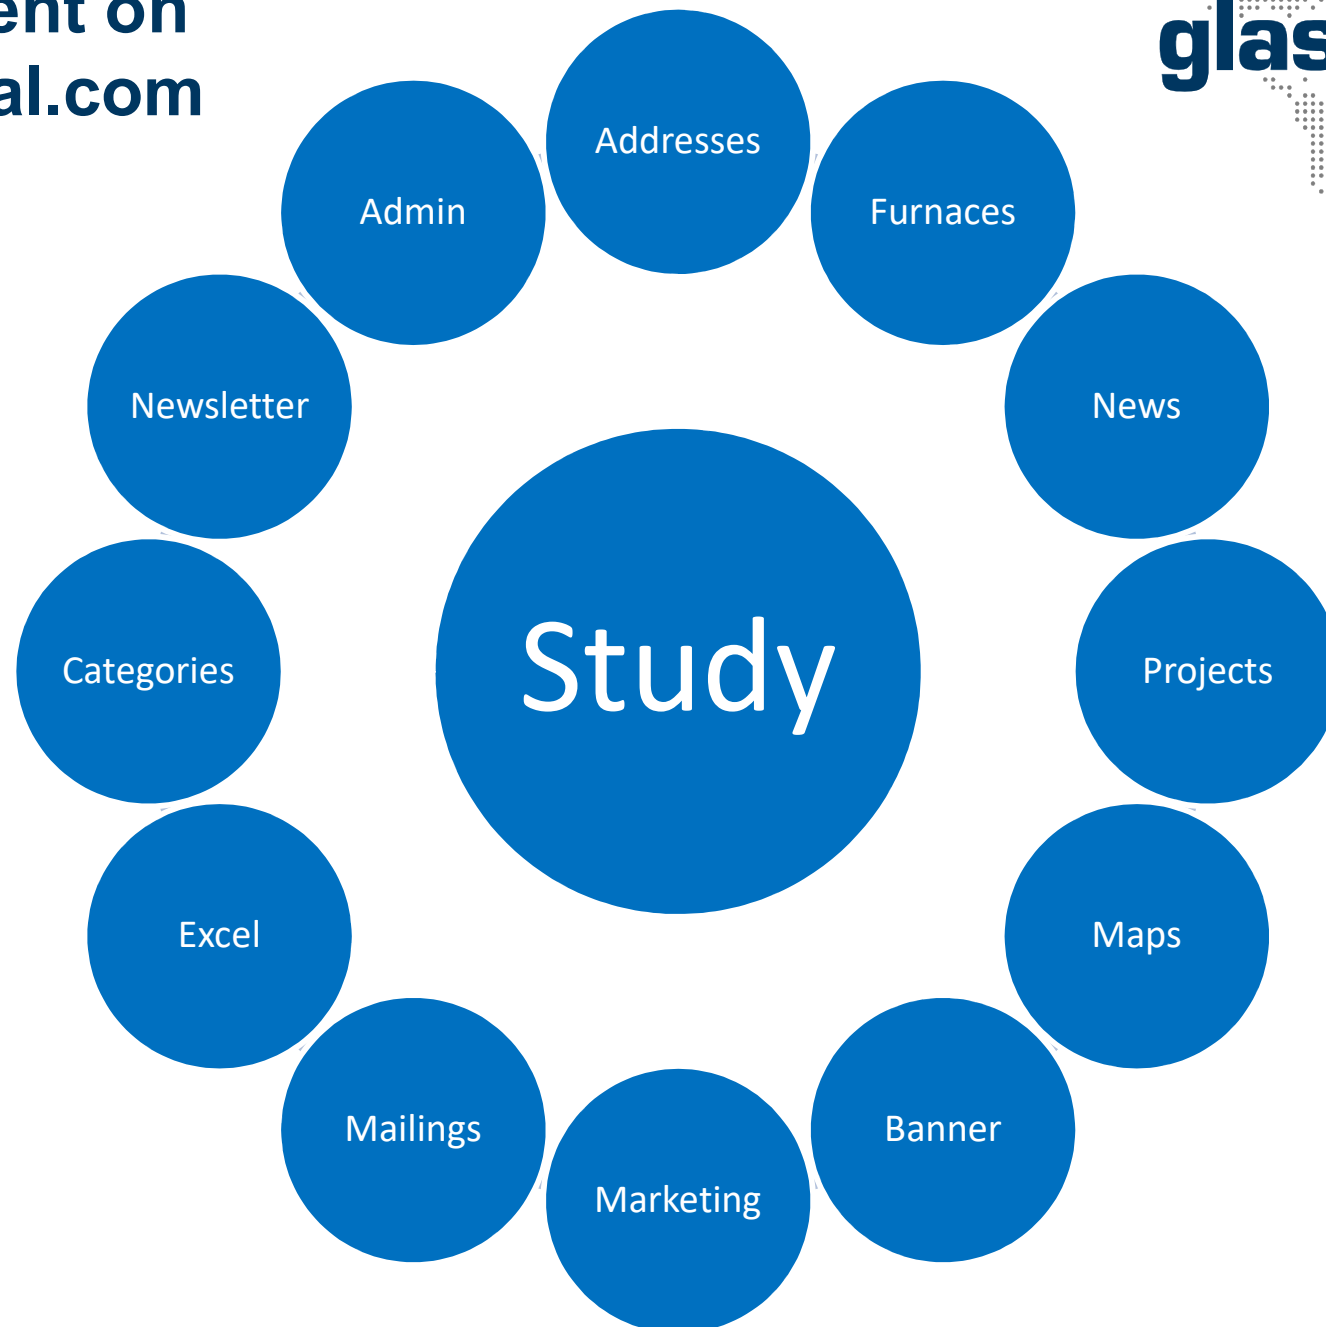 ent on
al.com
glas
Addresses
Admin
Furnaces
Newsletter
News
Study
Categories
Projects
Excel
Maps
Mailings
Banner
Marketing